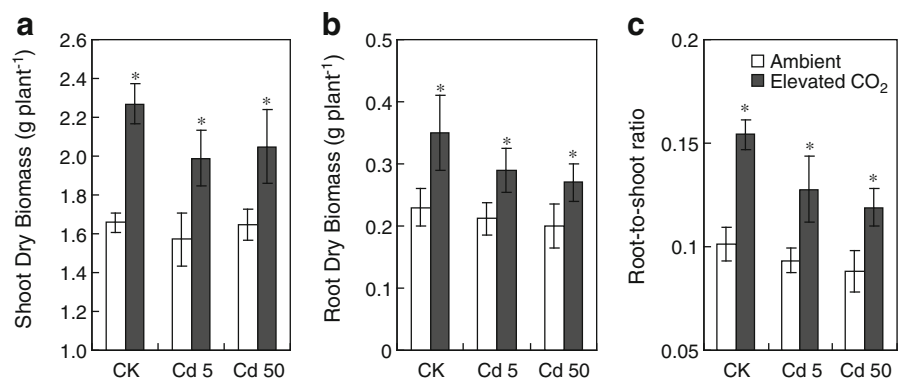 a
Shoot Dry Biomass (g plant⁻¹)
2.6
2.4
2.2
2.0
1.8
1.6
1.4
1.2
1.0
*
*
*
CK Cd 5 Cd 50
b
Root Dry Biomass (g plant⁻¹)
0.5
0.4
0.3
0.2
0.1
0
*
*
*
CK Cd 5 Cd 50
c
Root-to-shoot ratio
0.2
0.15
0.1
0.05
Ambient
Elevated CO₂
*
*
*
CK Cd 5 Cd 50